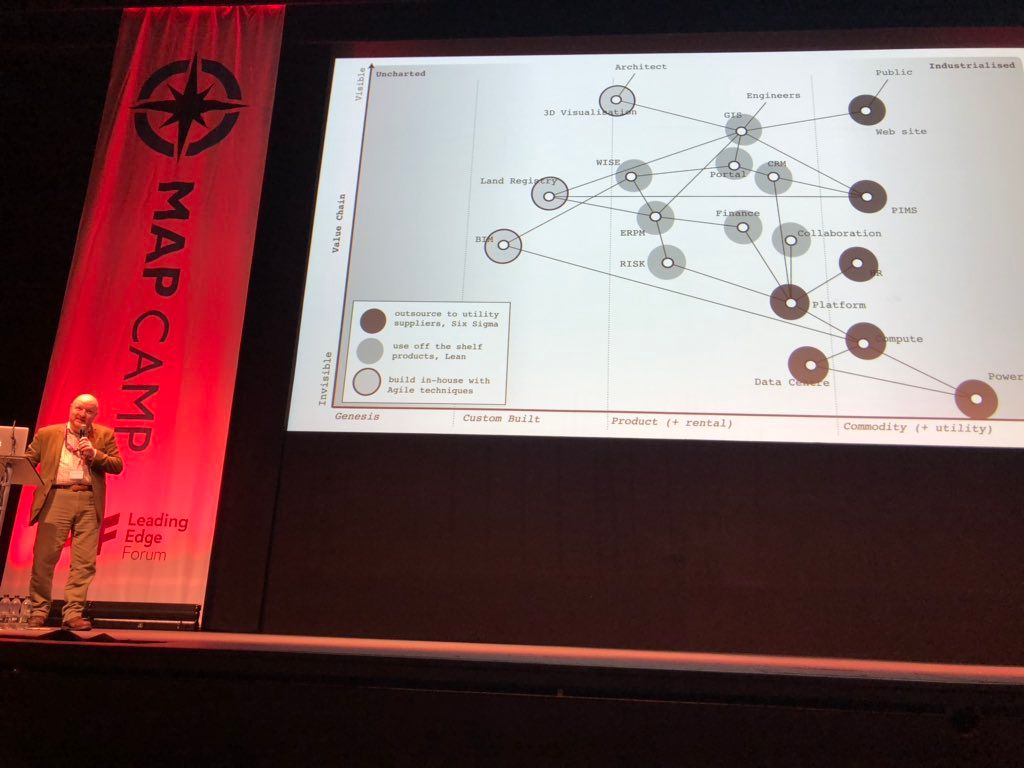 MAP CAMP
Leading
Edge
Forum
Uncharted
Industrialised
Visible
Value Chain
Invisible
Architect
3D Visualisation
Public
Web site
Engineers
GIS
WISE
Portal
CRM
Land Registry
PIMS
ERPM
Finance
Collaboration
BIM
RISK
Platform
Compute
Data Centre
Power
outsource to utility
suppliers, Six Sigma
use off the shelf
products, Lean
build in-house with
Agile techniques
Genesis
Custom Built
Product (+ rental)
Commodity (+ utility)